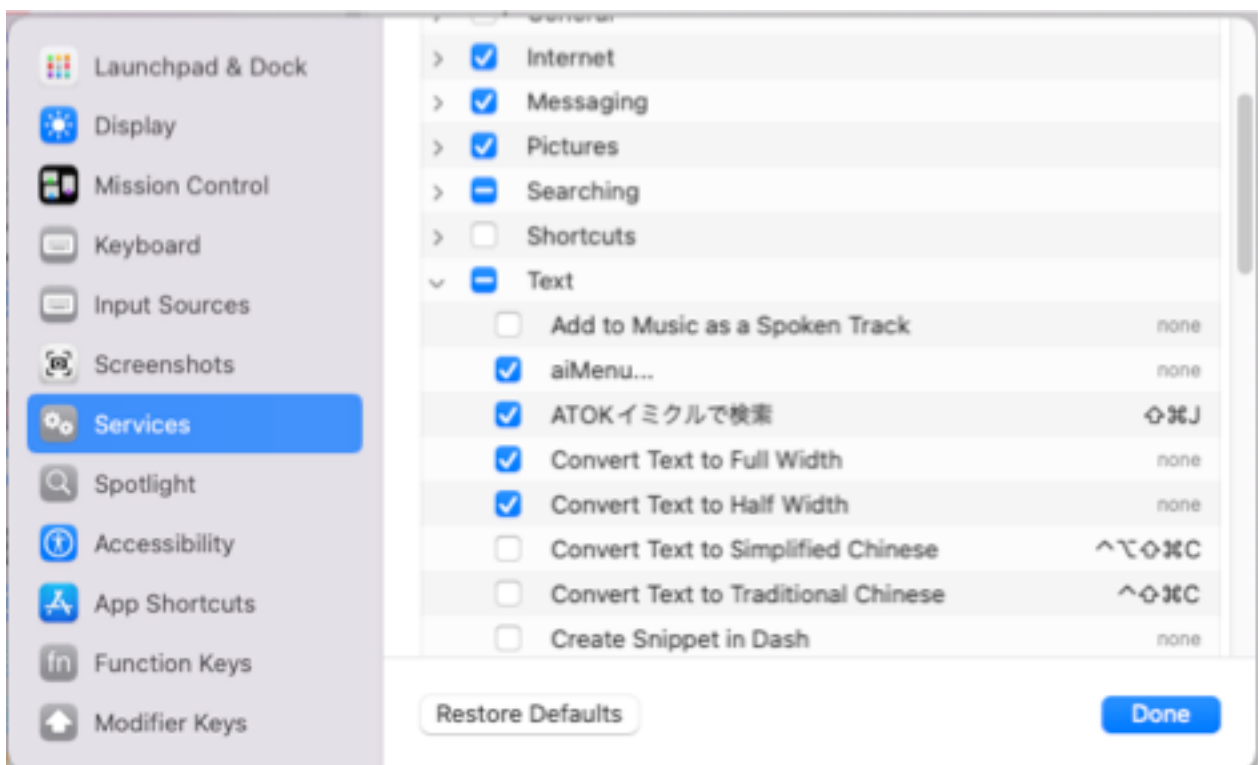 Launchpad & Dock
Display
Mission Control
Keyboard
Input Sources
Screenshots
Services
Spotlight
Accessibility
App Shortcuts
fn Function Keys
Modifier Keys
General
Internet
Messaging
Pictures
Searching
Shortcuts
Text
Add to Music as a Spoken Track none
aiMenu... none
ATOKイミクルで検索 ⇧⌘J
Convert Text to Full Width none
Convert Text to Half Width none
Convert Text to Simplified Chinese ^⌥⇧⌘C
Convert Text to Traditional Chinese ^⇧⌘C
Create Snippet in Dash none
Restore Defaults
Done